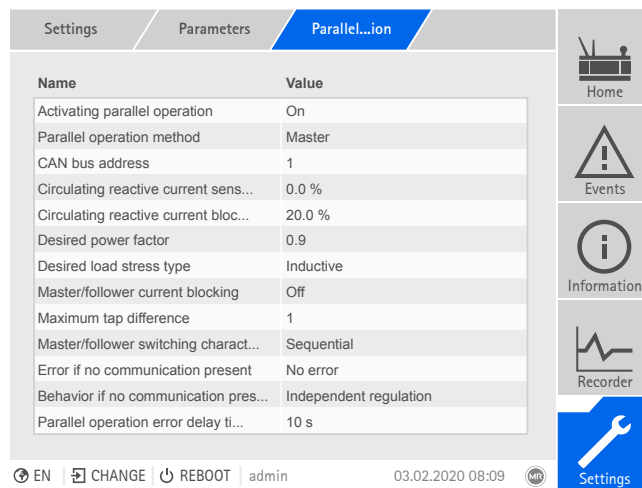 Settings Parameters Parallel...ion
Name Value
Activating parallel operation On
Parallel operation method Master
CAN bus address 1
Circulating reactive current sens... 0.0 %
Circulating reactive current bloc... 20.0 %
Desired power factor 0.9
Desired load stress type Inductive
Master/follower current blocking Off
Maximum tap difference 1
Master/follower switching charact... Sequential
Error if no communication present No error
Behavior if no communication pres... Independent regulation
Parallel operation error delay ti... 10 s
EN CHANGE REBOOT admin 03.02.2020 08:09 MR
Home
Events
Information
Recorder
Settings